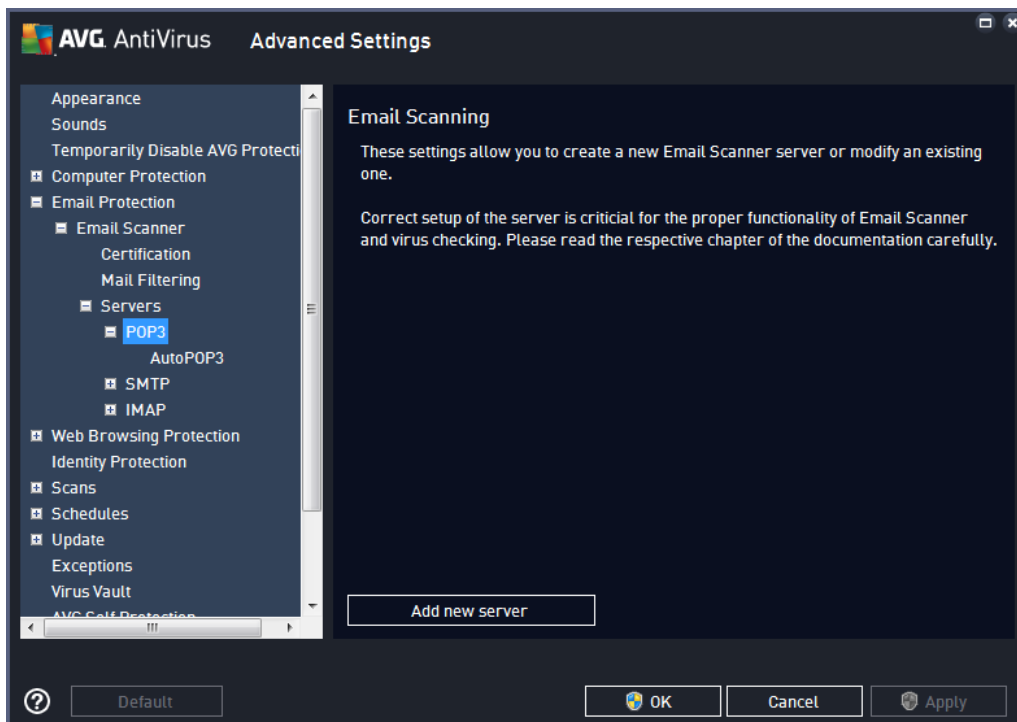 AVG. AntiVirus Advanced Settings
Appearance
Sounds
Temporarily Disable AVG Protecti
Computer Protection
Email Protection
Email Scanner
Certification
Mail Filtering
Servers
POP3
AutoPOP3
SMTP
IMAP
Web Browsing Protection
Identity Protection
Scans
Schedules
Update
Exceptions
Virus Vault
AVG Self Protection
Email Scanning
These settings allow you to create a new Email Scanner server or modify an existing
one.
Correct setup of the server is criticial for the proper functionality of Email Scanner
and virus checking. Please read the respective chapter of the documentation carefully.
Add new server
Default
OK
Cancel
Apply